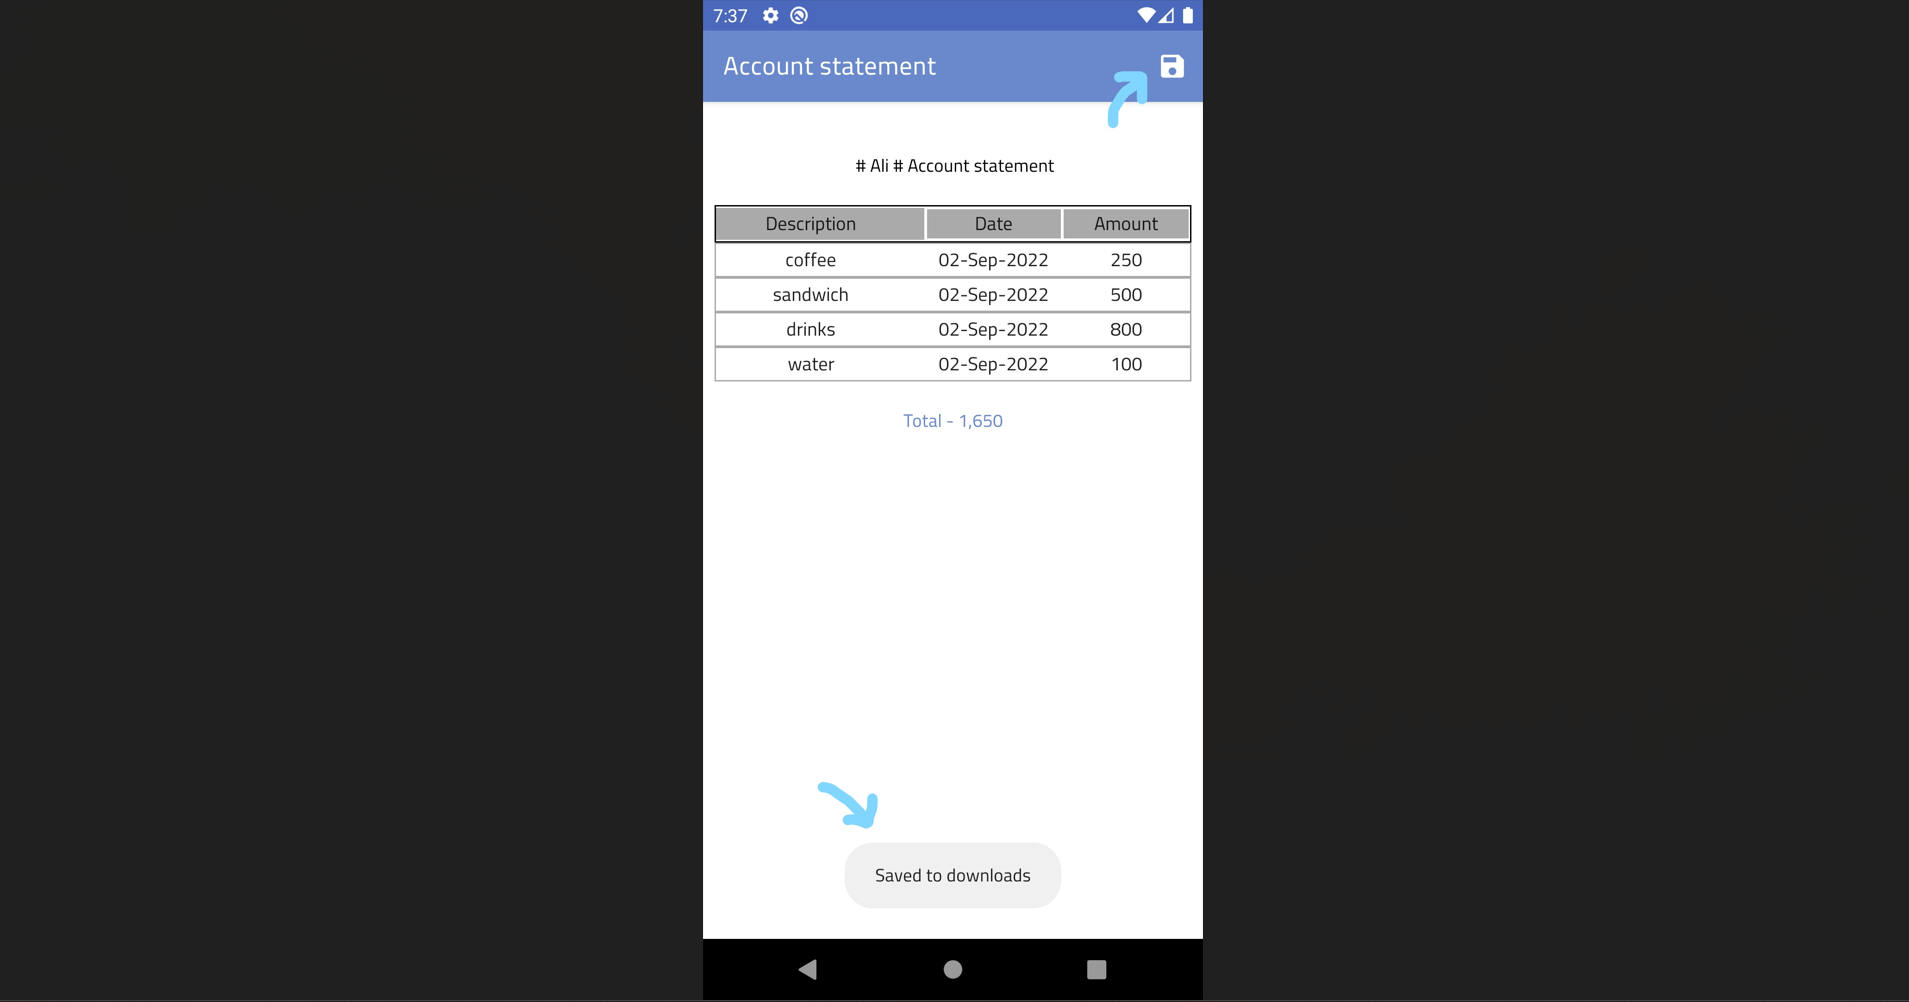 7:37
Account statement
# Ali # Account statement
Description Date Amount
coffee 02-Sep-2022 250
sandwich 02-Sep-2022 500
drinks 02-Sep-2022 800
water 02-Sep-2022 100
Total - 1,650
Saved to downloads